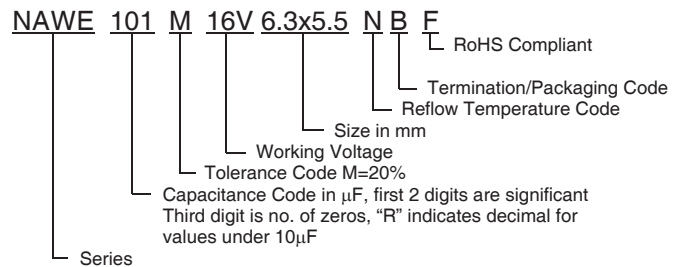 NAWE 101 M 16V 6.3x5.5 N B F
RoHS Compliant
Termination/Packaging Code
Reflow Temperature Code
Size in mm
Working Voltage
Tolerance Code M=20%
Capacitance Code in μF, first 2 digits are significant
Third digit is no. of zeros, “R” indicates decimal for
values under 10μF
Series